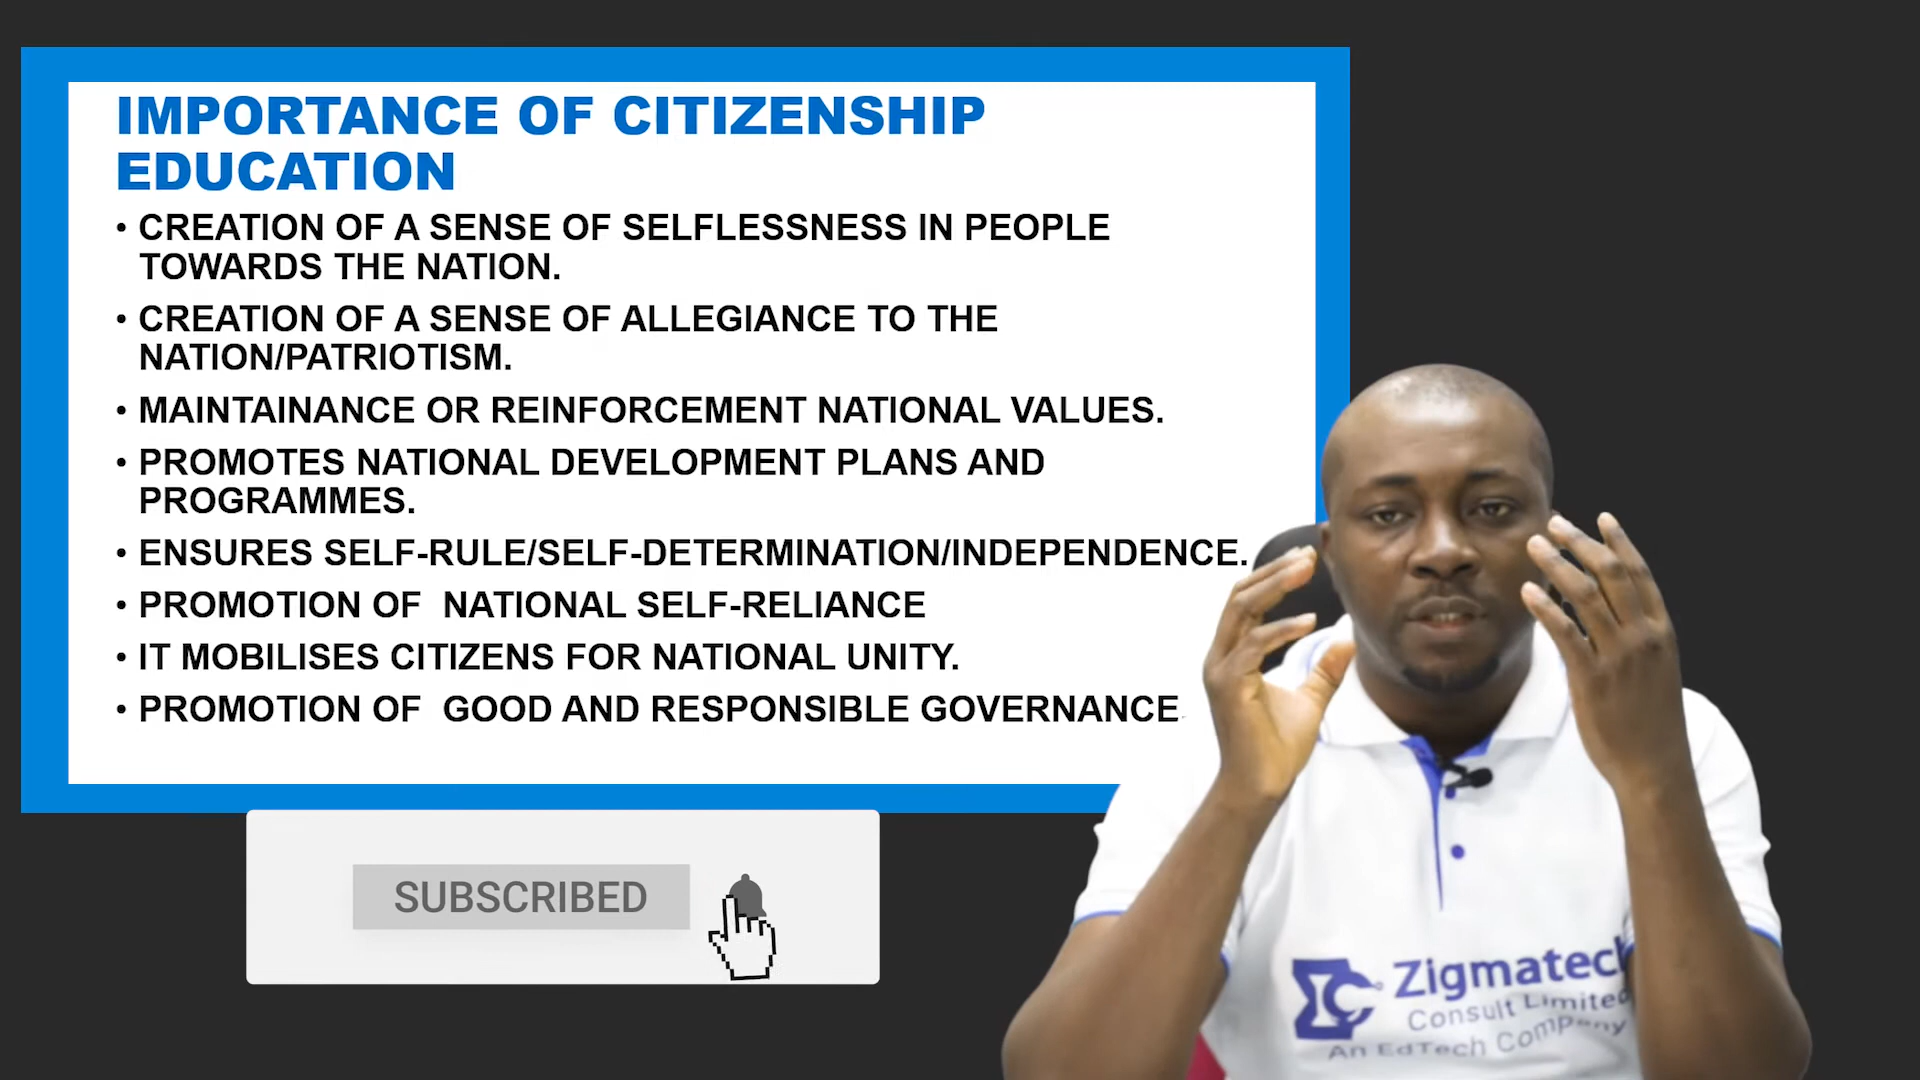 IMPORTANCE OF CITIZENSHIP
EDUCATION
• CREATION OF A SENSE OF SELFLESSNESS IN PEOPLE
TOWARDS THE NATION.
• CREATION OF A SENSE OF ALLEGIANCE TO THE
NATION/PATRIOTISM.
• MAINTAINANCE OR REINFORCEMENT NATIONAL VALUES.
• PROMOTES NATIONAL DEVELOPMENT PLANS AND
PROGRAMMES.
• ENSURES SELF-RULE/SELF-DETERMINATION/INDEPENDENCE.
• PROMOTION OF  NATIONAL SELF-RELIANCE
• IT MOBILISES CITIZENS FOR NATIONAL UNITY.
• PROMOTION OF  GOOD AND RESPONSIBLE GOVERNANCE
SUBSCRIBED
Zigmatech
Consult Limited
An EdTech Company